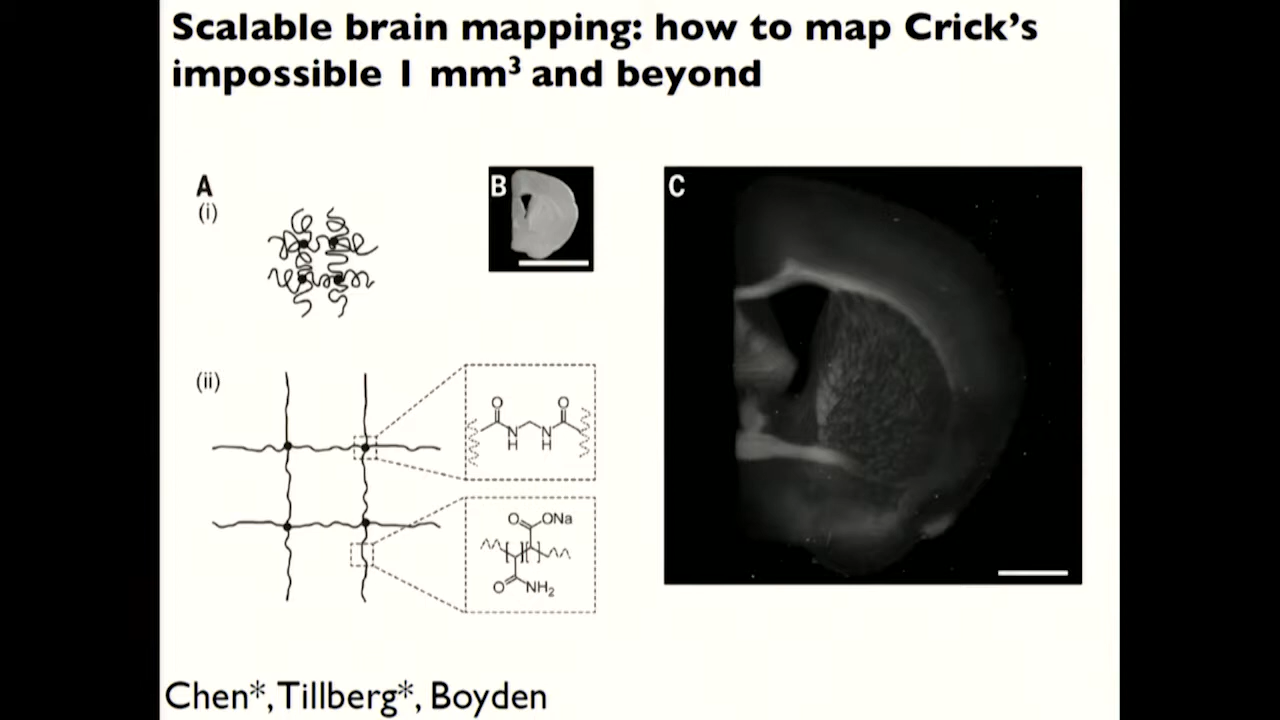 Scalable brain mapping: how to map Crick's
impossible 1 mm³ and beyond
A
(i)
B
C
(ii)
O
O
N
H
N
H
O
ONa
O
NH₂
Chen*, Tillberg*, Boyden